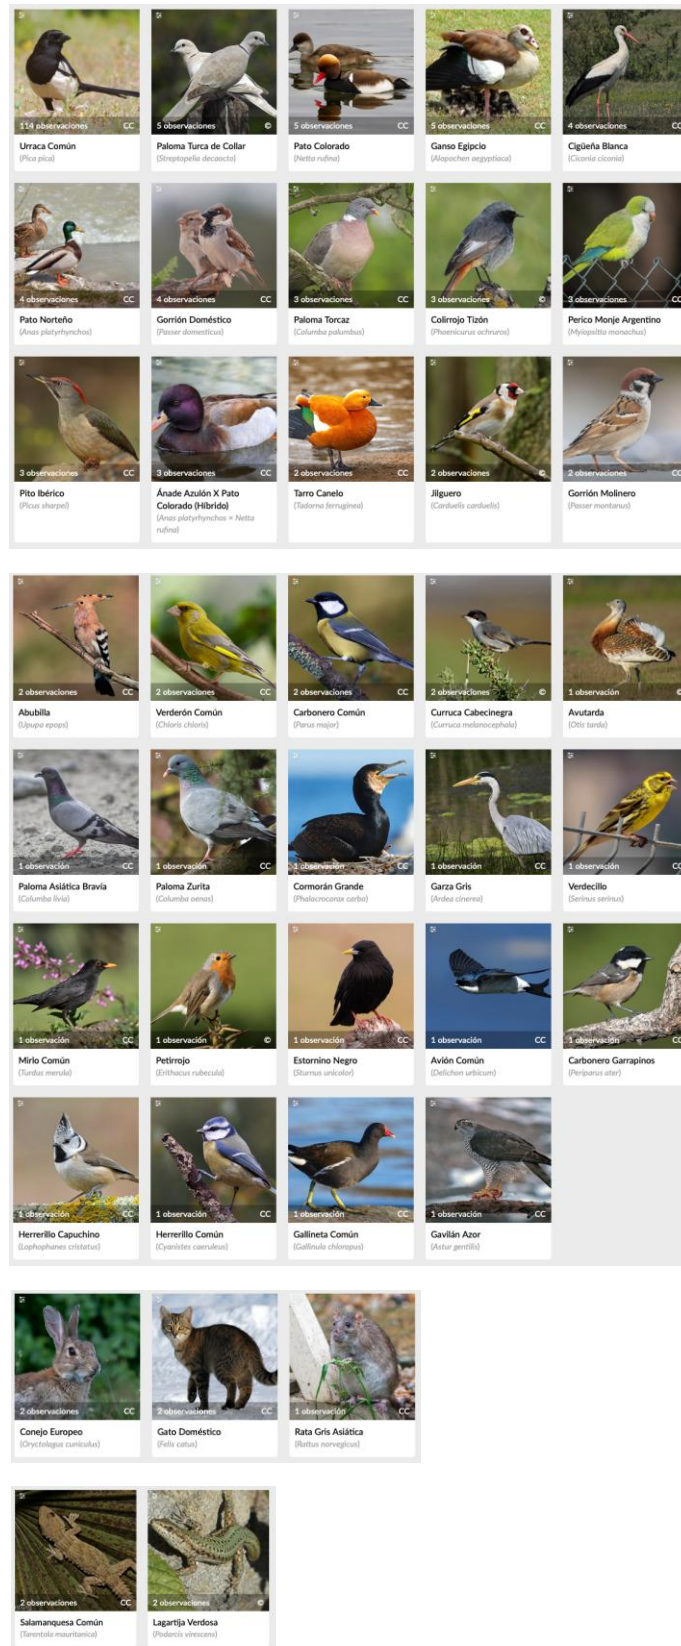 114 observaciones CC
Urraca Común
(Pica pica)
5 observaciones ©
Paloma Turca de Collar
(Streptopelia decaocto)
5 observaciones CC
Pato Colorado
(Netta rufina)
5 observaciones CC
Ganso Egipcio
(Alopochen aegyptiaca)
4 observaciones CC
Cigüeña Blanca
(Ciconia ciconia)
4 observaciones CC
Pato Norteño
(Anas platyrhynchos)
4 observaciones CC
Gorrión Doméstico
(Passer domesticus)
3 observaciones CC
Paloma Torcaz
(Columba palumbus)
3 observaciones ©
Colirrojo Tizón
(Phoenicurus ochruros)
3 observaciones CC
Perico Monje Argentino
(Myiopsitta monachus)
3 observaciones CC
Pito Ibérico
(Picus sharpei)
3 observaciones CC
Ánade Azulón X Pato
Colorado (Híbrido)
(Anas platyrhynchos × Netta
rufina)
2 observaciones CC
Tarro Canelo
(Tadorna ferruginea)
2 observaciones ©
Jilguero
(Carduelis carduelis)
2 observaciones CC
Gorrión Molinero
(Passer montanus)
2 observaciones CC
Abubilla
(Upupa epops)
2 observaciones CC
Verderón Común
(Chloris chloris)
2 observaciones CC
Carbonero Común
(Parus major)
2 observaciones ©
Curruca Cabecinegra
(Curruca melanocephala)
1 observación ©
Avutarda
(Otis tarda)
1 observación CC
Paloma Asiática Bravía
(Columba livia)
1 observación CC
Paloma Zurita
(Columba oenas)
1 observación CC
Cormorán Grande
(Phalacrocorax carbo)
1 observación CC
Garza Gris
(Ardea cinerea)
1 observación CC
Verdecillo
(Serinus serinus)
1 observación CC
Mirlo Común
(Turdus merula)
1 observación ©
Petirrojo
(Erithacus rubecula)
1 observación CC
Estornino Negro
(Sturnus unicolor)
1 observación CC
Avión Común
(Delichon urbicum)
1 observación CC
Carbonero Garrapinos
(Periparus ater)
1 observación CC
Herrerillo Capuchino
(Lophophanes cristatus)
1 observación CC
Herrerillo Común
(Cyanistes caeruleus)
1 observación CC
Gallineta Común
(Gallinula chloropus)
1 observación CC
Gavilán Azor
(Astur gentilis)
2 observaciones CC
Conejo Europeo
(Oryctolagus cuniculus)
2 observaciones CC
Gato Doméstico
(Felis catus)
1 observación CC
Rata Gris Asiática
(Rattus norvegicus)
2 observaciones CC
Salamanquesa Común
(Tarentola mauritanica)
2 observaciones ©
Lagartija Verdosa
(Podarcis virescens)